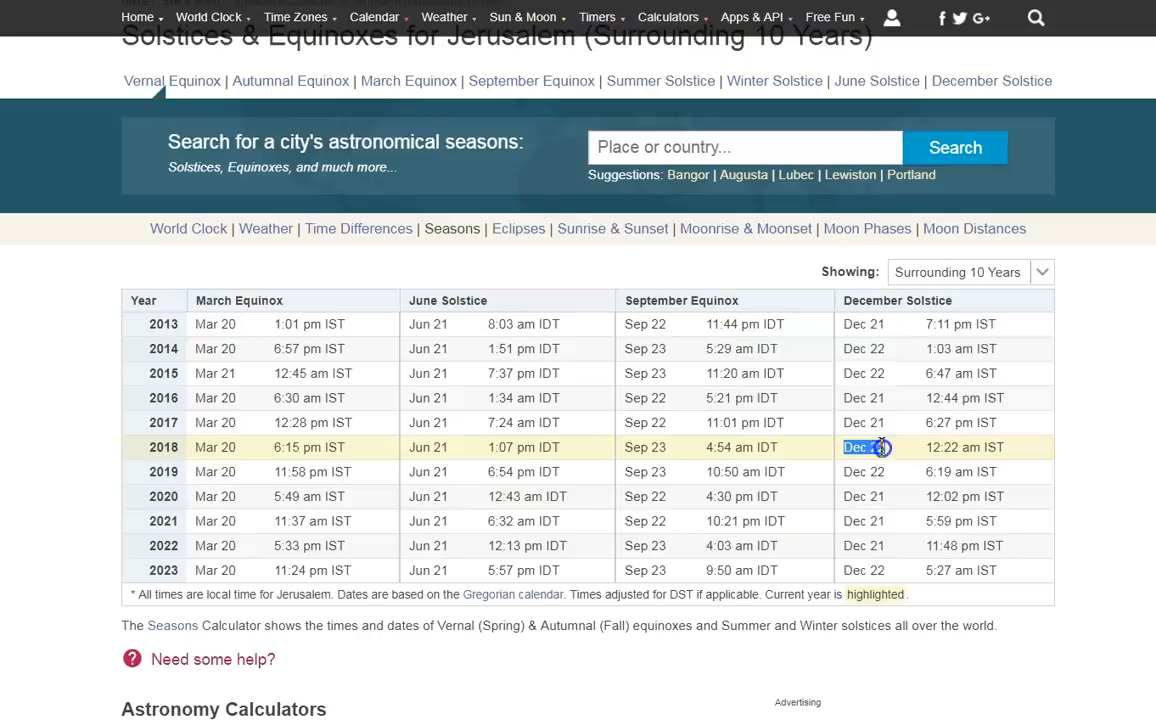 Home World Clock Time Zones Calendar Weather Sun & Moon Timers Calculators Apps & API Free Fun
Solstices & Equinoxes for Jerusalem (Surrounding 10 Years)
Vernal Equinox | Autumnal Equinox | March Equinox | September Equinox | Summer Solstice | Winter Solstice | June Solstice | December Solstice
Search for a city's astronomical seasons:
Solstices, Equinoxes, and much more...
Place or country...
Search
Suggestions: Bangor | Augusta | Lubec | Lewiston | Portland
World Clock | Weather | Time Differences | Seasons | Eclipses | Sunrise & Sunset | Moonrise & Moonset | Moon Phases | Moon Distances
Showing: Surrounding 10 Years
Year March Equinox June Solstice September Equinox December Solstice
2013 Mar 20 1:01 pm IST Jun 21 8:03 am IDT Sep 22 11:44 pm IDT Dec 21 7:11 pm IST
2014 Mar 20 6:57 pm IST Jun 21 1:51 pm IDT Sep 23 5:29 am IDT Dec 22 1:03 am IST
2015 Mar 21 12:45 am IST Jun 21 7:37 pm IDT Sep 23 11:20 am IDT Dec 22 6:47 am IST
2016 Mar 20 6:30 am IST Jun 21 1:34 am IDT Sep 22 5:21 pm IDT Dec 21 12:44 pm IST
2017 Mar 20 12:28 pm IST Jun 21 7:24 am IDT Sep 22 11:01 pm IDT Dec 21 6:27 pm IST
2018 Mar 20 6:15 pm IST Jun 21 1:07 pm IDT Sep 23 4:54 am IDT Dec 12:22 am IST
2019 Mar 20 11:58 pm IST Jun 21 6:54 pm IDT Sep 23 10:50 am IDT Dec 22 6:19 am IST
2020 Mar 20 5:49 am IST Jun 21 12:43 am IDT Sep 22 4:30 pm IDT Dec 21 12:02 pm IST
2021 Mar 20 11:37 am IST Jun 21 6:32 am IDT Sep 22 10:21 pm IDT Dec 21 5:59 pm IST
2022 Mar 20 5:33 pm IST Jun 21 12:13 pm IDT Sep 23 4:03 am IDT Dec 21 11:48 pm IST
2023 Mar 20 11:24 pm IST Jun 21 5:57 pm IDT Sep 23 9:50 am IDT Dec 22 5:27 am IST
* All times are local time for Jerusalem. Dates are based on the Gregorian calendar. Times adjusted for DST if applicable. Current year is highlighted.
The Seasons Calculator shows the times and dates of Vernal (Spring) & Autumnal (Fall) equinoxes and Summer and Winter solstices all over the world.
? Need some help?
Advertising
Astronomy Calculators